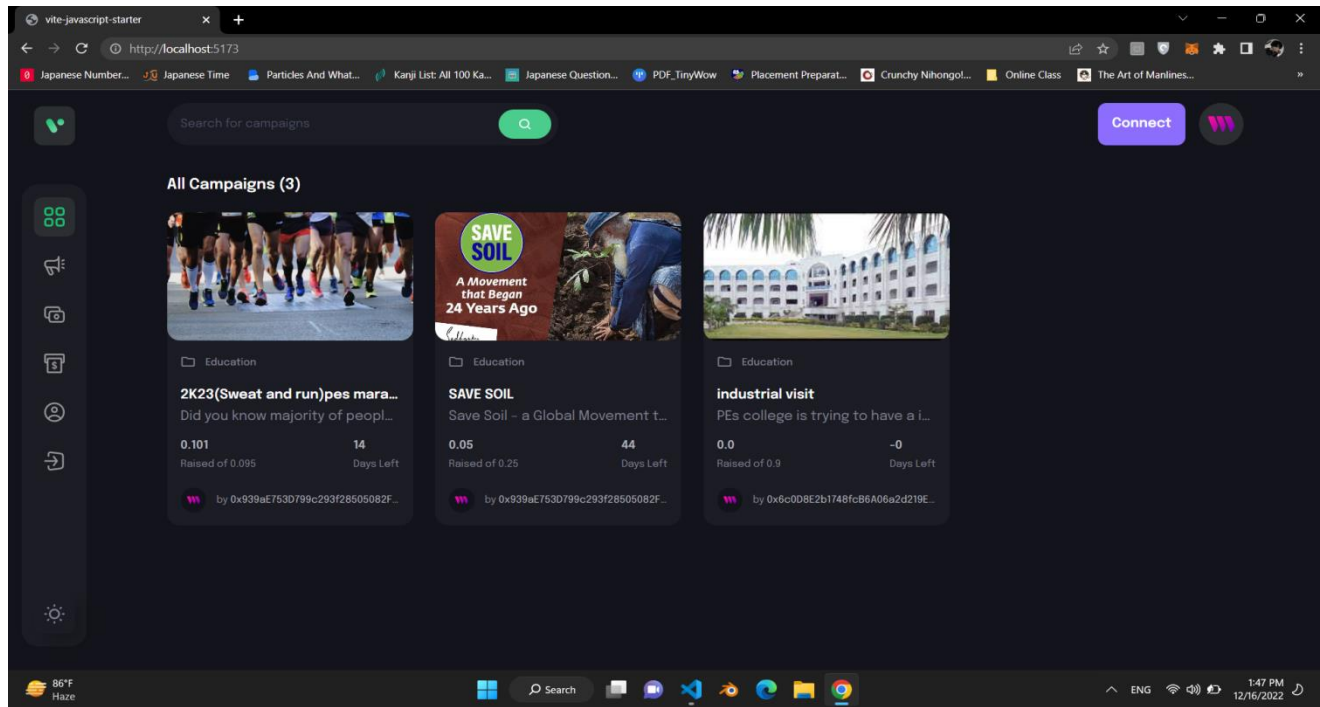 vite-javascript-starter
http://localhost:5173
Japanese Number... Japanese Time Particles And What... Kanji List: All 100 Ka... Japanese Question... PDF_TinyWow Placement Preparat... Crunchy Nihongo!... Online Class The Art of Manlines... »
Search for campaigns
Connect
All Campaigns (3)
SAVE
SOIL
A Movement
that Began
24 Years Ago
Education
2K23(Sweat and run)pes mara...
Did you know majority of peopl...
0.101 14
Raised of 0.095 Days Left
by 0x939aE753D799c293f28505082F...
Education
SAVE SOIL
Save Soil – a Global Movement t...
0.05 44
Raised of 0.25 Days Left
by 0x939aE753D799c293f28505082F...
Education
industrial visit
PEs college is trying to have a i...
0.0 -0
Raised of 0.9 Days Left
by 0x6c0D8E2b1748fcB6A06a2d219E...
86°F
Haze
Search
ENG
1:47 PM
12/16/2022